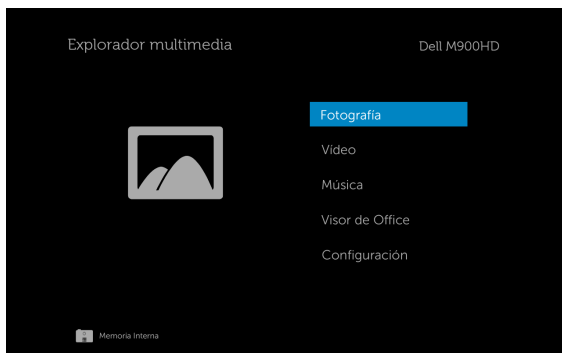 Explorador multimedia
Dell M900HD
Fotografía
Vídeo
Música
Visor de Office
Configuración
Memoria Interna